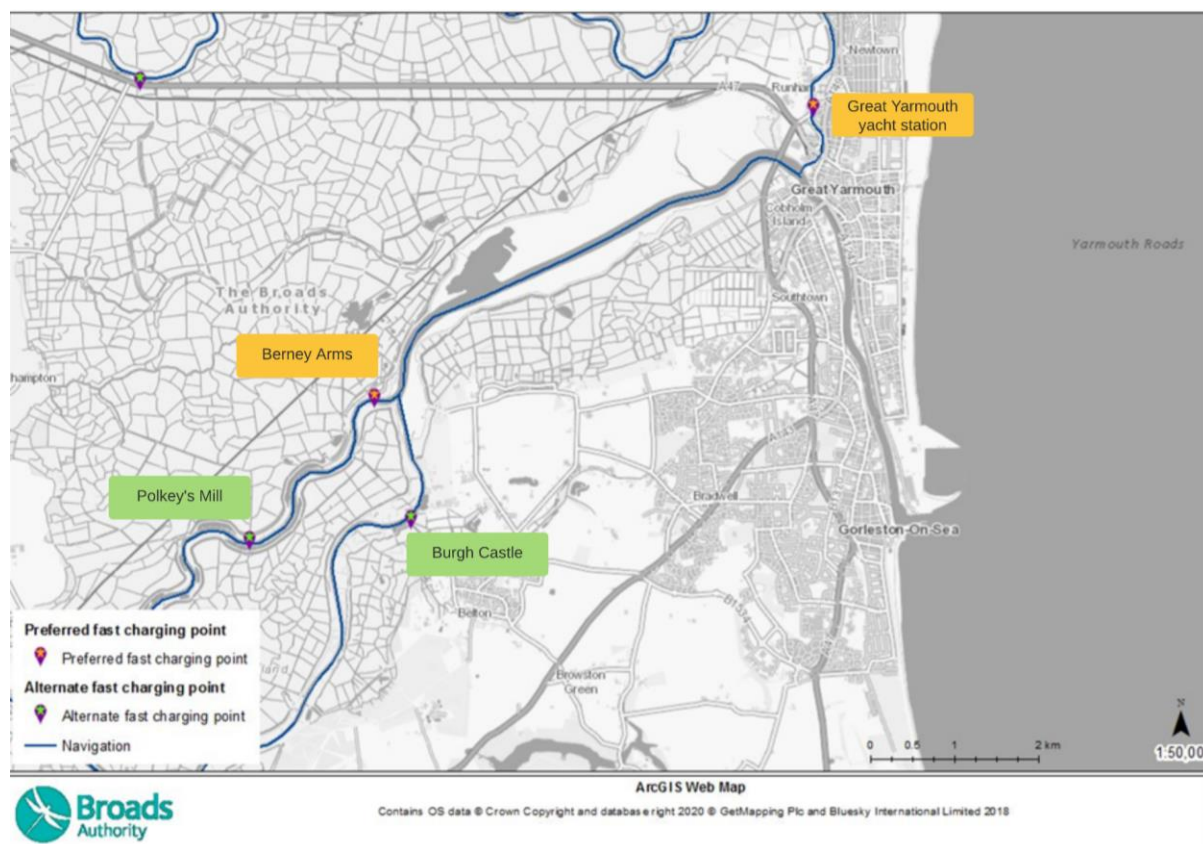 Newtown
A47
Runham
Great Yarmouth
yacht station
Great Yarmouth
Cobholm
Island
Yarmouth Roads
The Broads
Authority
Southtown
Berney Arms
hampton
A143
Polkey's Mill
Bradwell
Gorleston-On-Sea
Burgh Castle
Belton
B1534
Browston
Green
Preferred fast charging point
Preferred fast charging point
Alternate fast charging point
Alternate fast charging point
Navigation
land
N
0 0.5 1 2 km
1:50,00
ArcGIS Web Map
Broads
Authority
Contains OS data © Crown Copyright and database right 2020 © GetMapping Plc and Bluesky International Limited 2018